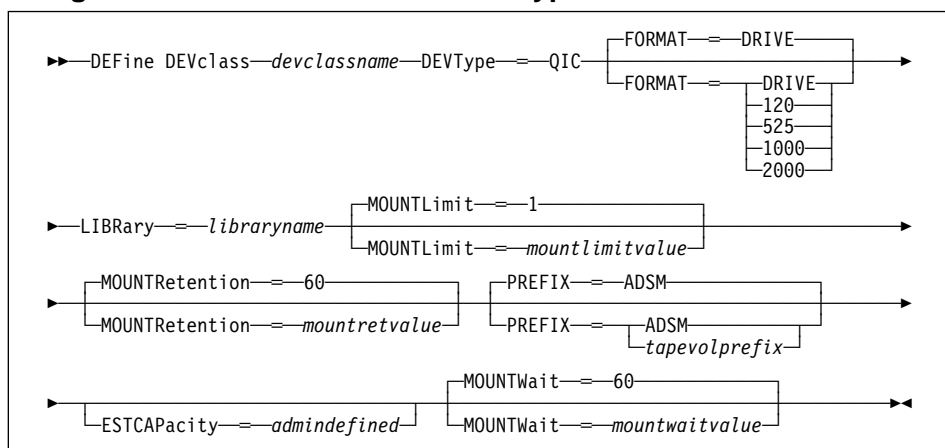 FORMAT = DRIVE
DEFine DEVclass devclassname DEVType = QIC
FORMAT = DRIVE
120
525
1000
2000
MOUNTLimit = 1
LIBRary = libraryname
MOUNTLimit = mountlimitvalue
MOUNTRetention = 60 PREFIX = ADSM
MOUNTRetention = mountretvalue PREFIX = ADSM
tapevolprefix
MOUNTWait = 60
ESTCAPacity = admindefined MOUNTWait = mountwaitvalue